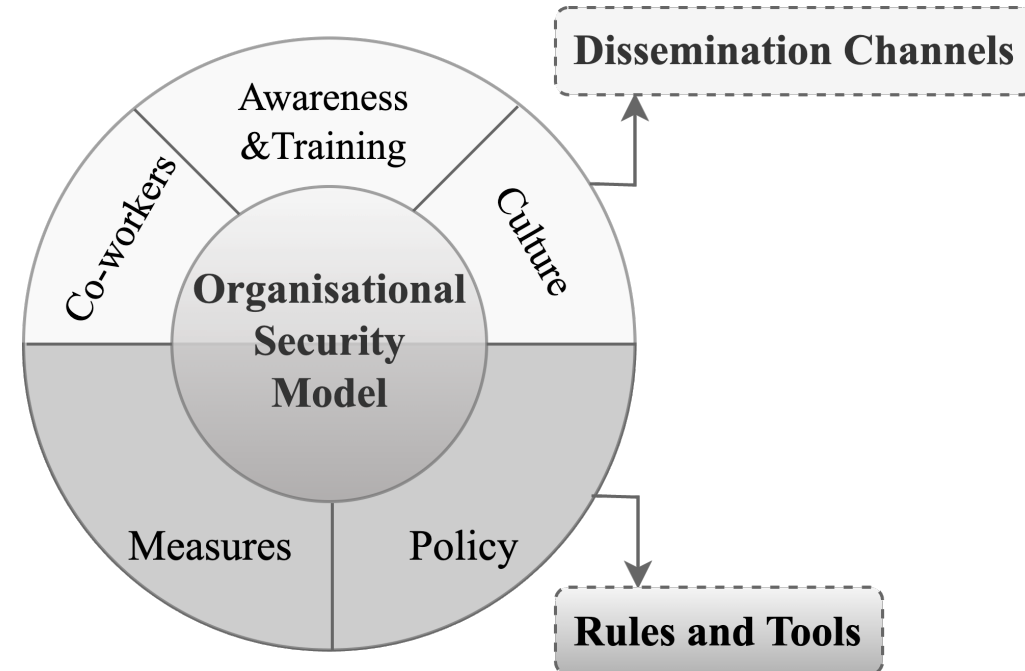 Dissemination Channels
Awareness
&Training
Co-workers
Culture
Organisational
Security
Model
Measures
Policy
Rules and Tools